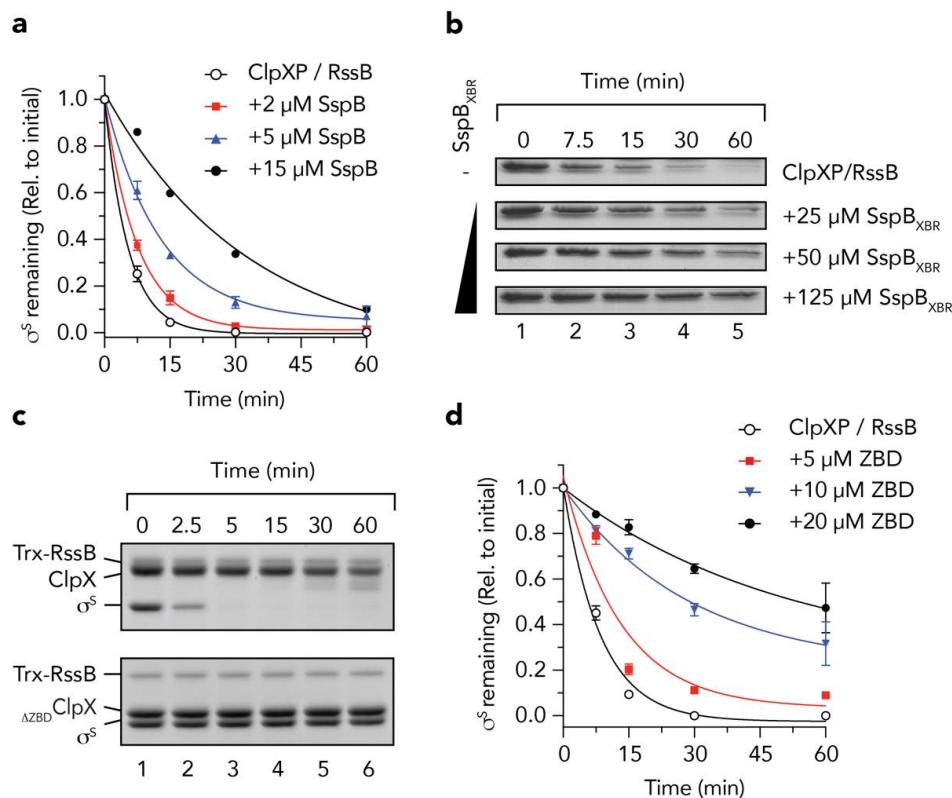 a
ClpXP / RssB
+2 µM SspB
+5 µM SspB
+15 µM SspB
σS remaining (Rel. to initial)
1.0
0.8
0.6
0.4
0.2
0.0
0 15 30 45 60
Time (min)
b
SspBXBR
Time (min)
0 7.5 15 30 60
- ClpXP/RssB
+25 µM SspBXBR
+50 µM SspBXBR
+125 µM SspBXBR
1 2 3 4 5
c
Time (min)
0 2.5 5 15 30 60
Trx-RssB
ClpX
σS
Trx-RssB
ΔZBDClpX
σS
1 2 3 4 5 6
d
ClpXP / RssB
+5 µM ZBD
+10 µM ZBD
+20 µM ZBD
σS remaining (Rel. to initial)
1.0
0.8
0.6
0.4
0.2
0.0
0 15 30 45 60
Time (min)